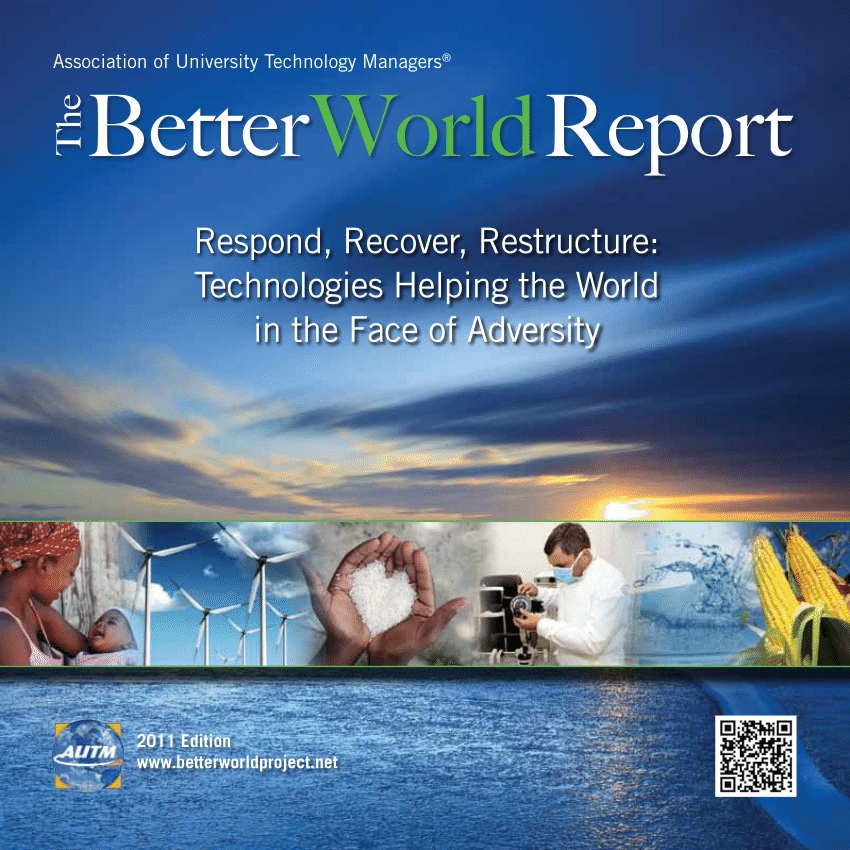 Association of University Technology Managers®
The Better World Report
Respond, Recover, Restructure:
Technologies Helping the World
in the Face of Adversity
AUTM
2011 Edition
www.betterworldproject.net